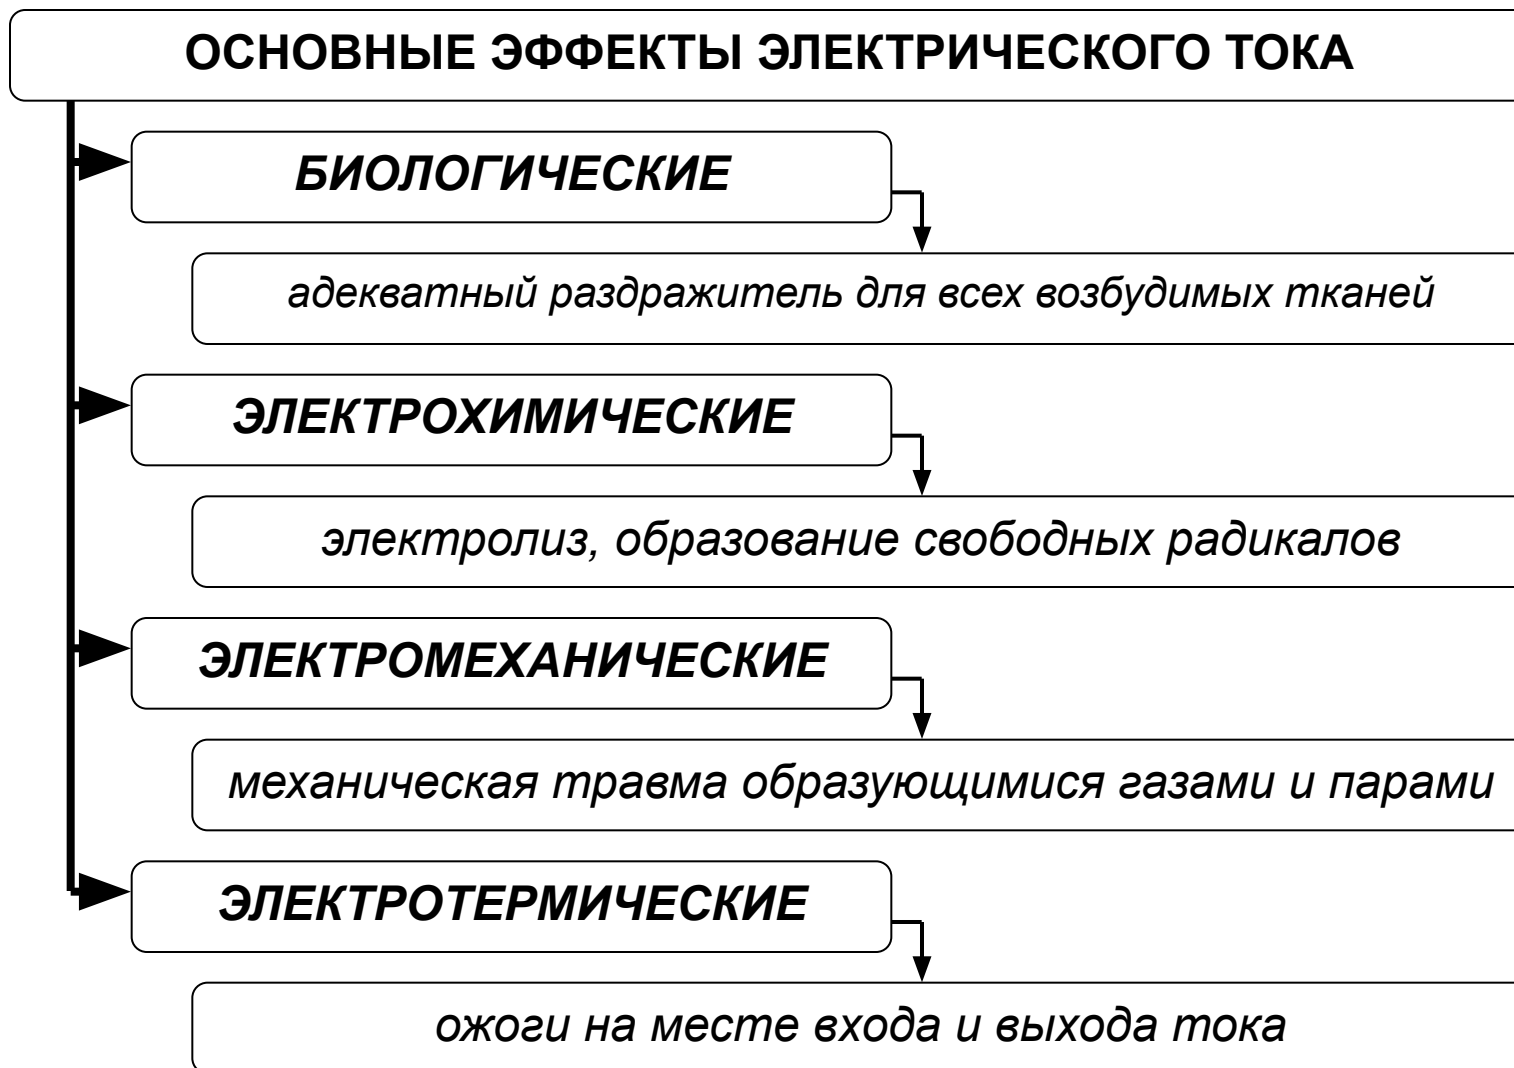 ОСНОВНЫЕ ЭФФЕКТЫ ЭЛЕКТРИЧЕСКОГО ТОКА
БИОЛОГИЧЕСКИЕ
адекватный раздражитель для всех возбудимых тканей
ЭЛЕКТРОХИМИЧЕСКИЕ
электролиз, образование свободных радикалов
ЭЛЕКТРОМЕХАНИЧЕСКИЕ
механическая травма образующимися газами и парами
ЭЛЕКТРОТЕРМИЧЕСКИЕ
ожоги на месте входа и выхода тока